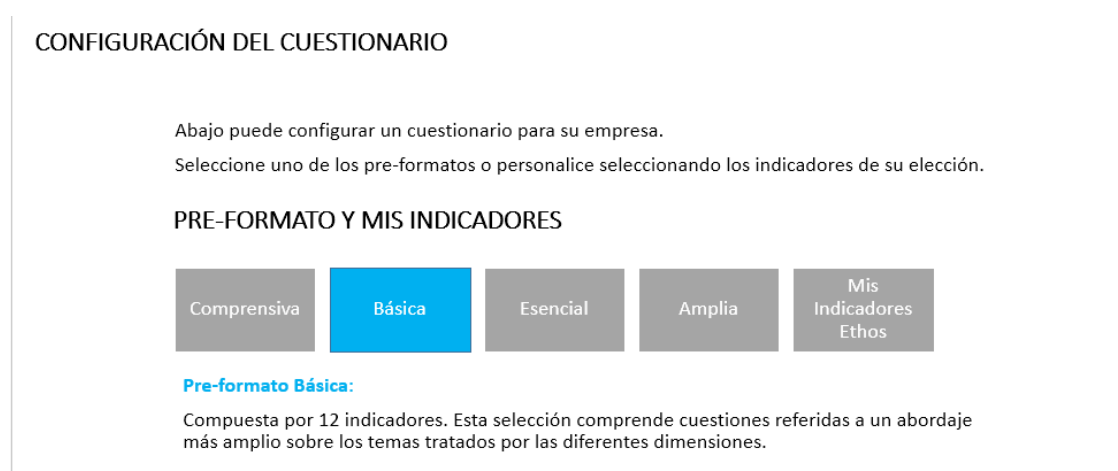 CONFIGURACIÓN DEL CUESTIONARIO
Abajo puede configurar un cuestionario para su empresa.
Seleccione uno de los pre-formatos o personalice seleccionando los indicadores de su elección.
PRE-FORMATO Y MIS INDICADORES
Comprensiva
Básica
Esencial
Amplia
Mis
Indicadores
Ethos
Pre-formato Básica:
Compuesta por 12 indicadores. Esta selección comprende cuestiones referidas a un abordaje
más amplio sobre los temas tratados por las diferentes dimensiones.